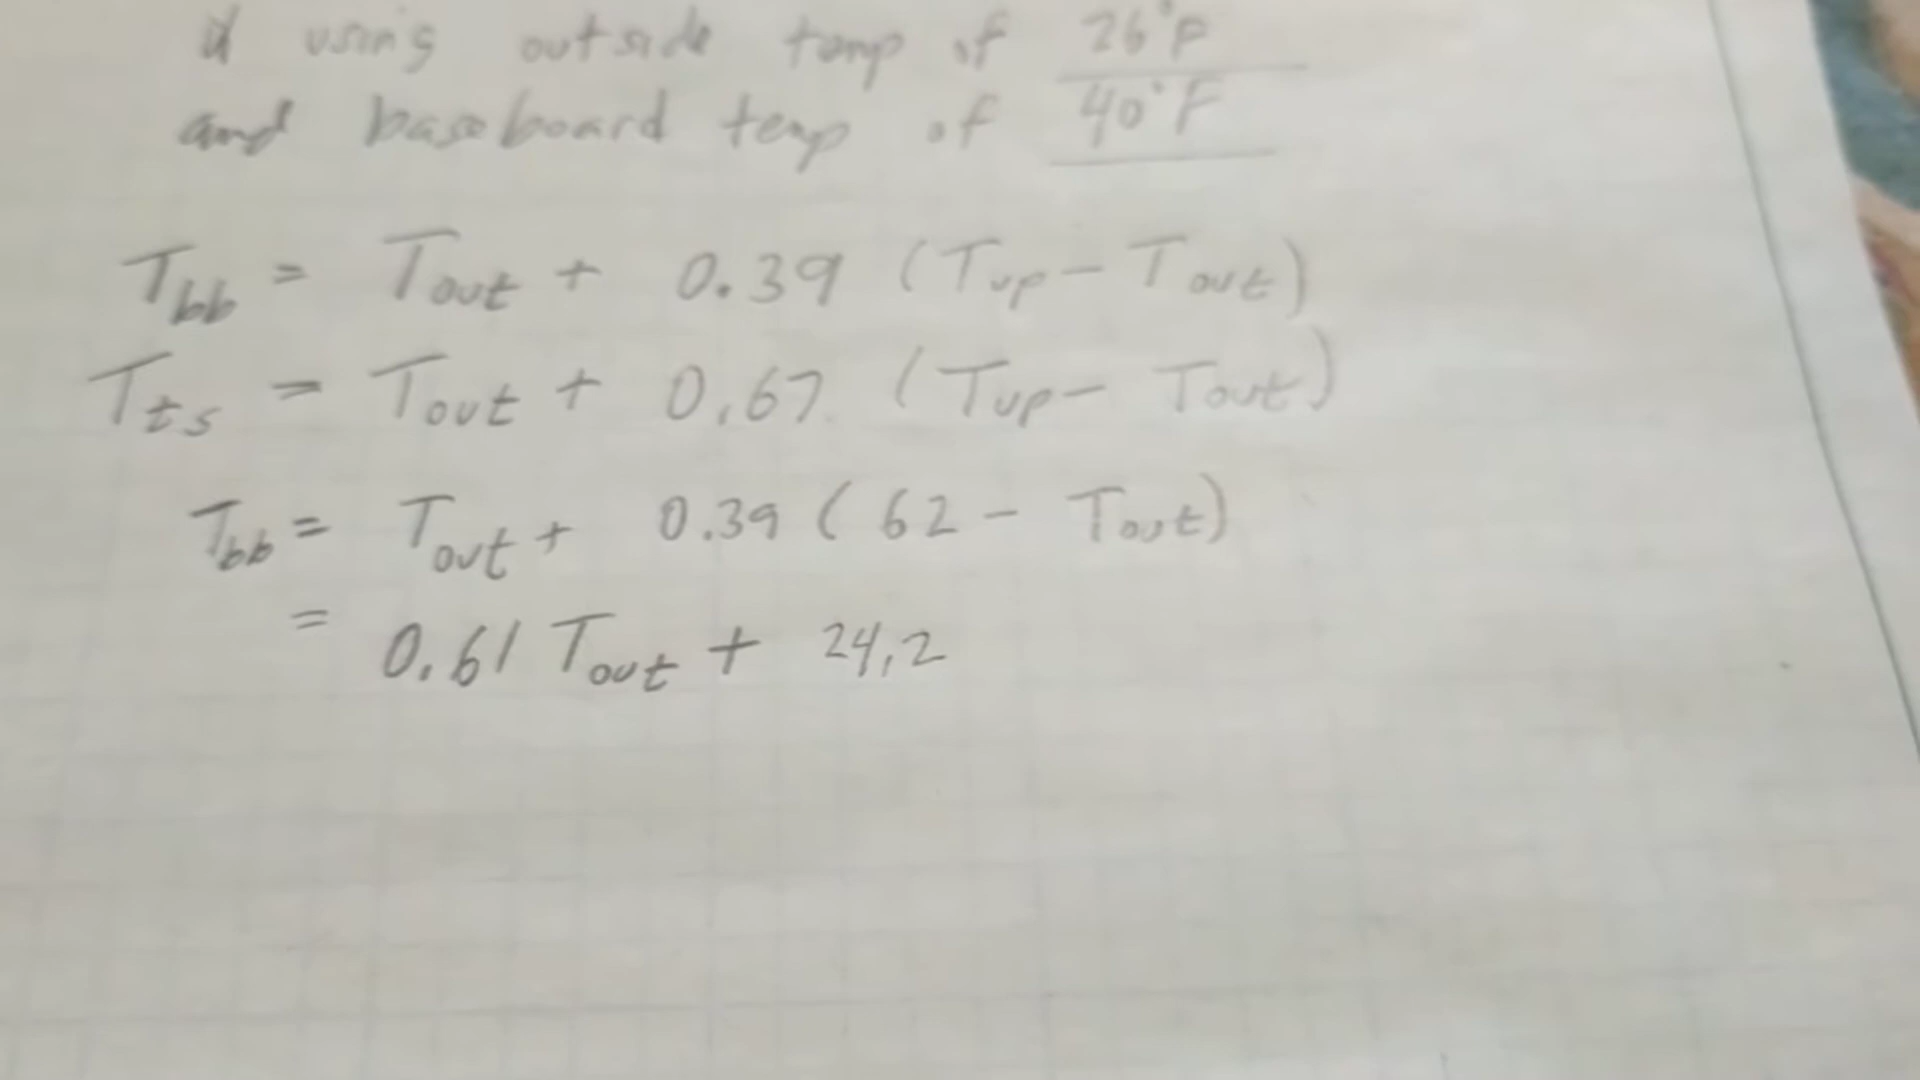 if using outside temp of 26°F
and baseboard temp of 40°F
Tbb = Tout + 0.39 (Tup - Tout)
Tts = Tout + 0.67 (Tup - Tout)
Tbb = Tout + 0.39 (62 - Tout)
= 0.61 Tout + 24.2